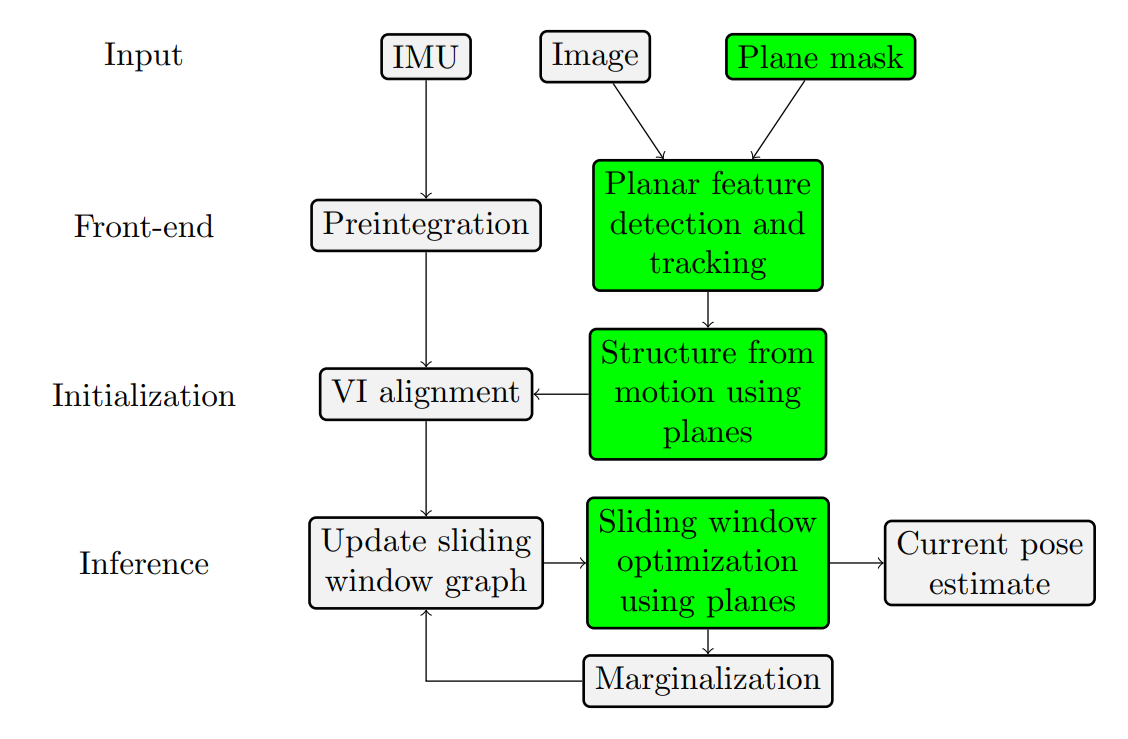 Input
IMU
Image
Plane mask
Front-end
Preintegration
Planar feature
detection and
tracking
Initialization
VI alignment
Structure from
motion using
planes
Inference
Update sliding
window graph
Sliding window
optimization
using planes
Current pose
estimate
Marginalization